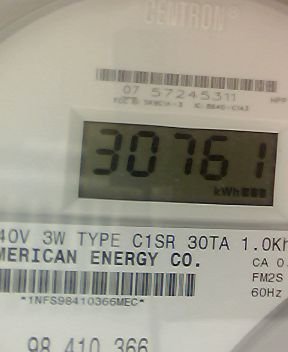 CENTRON®
07 57245311
30761
kWh
40V 3W TYPE C1SR 30TA 1.0Kh
MERICAN ENERGY CO.
CA 0.
FM2S
60Hz
*1NFS98410366MEC*
98 410 366